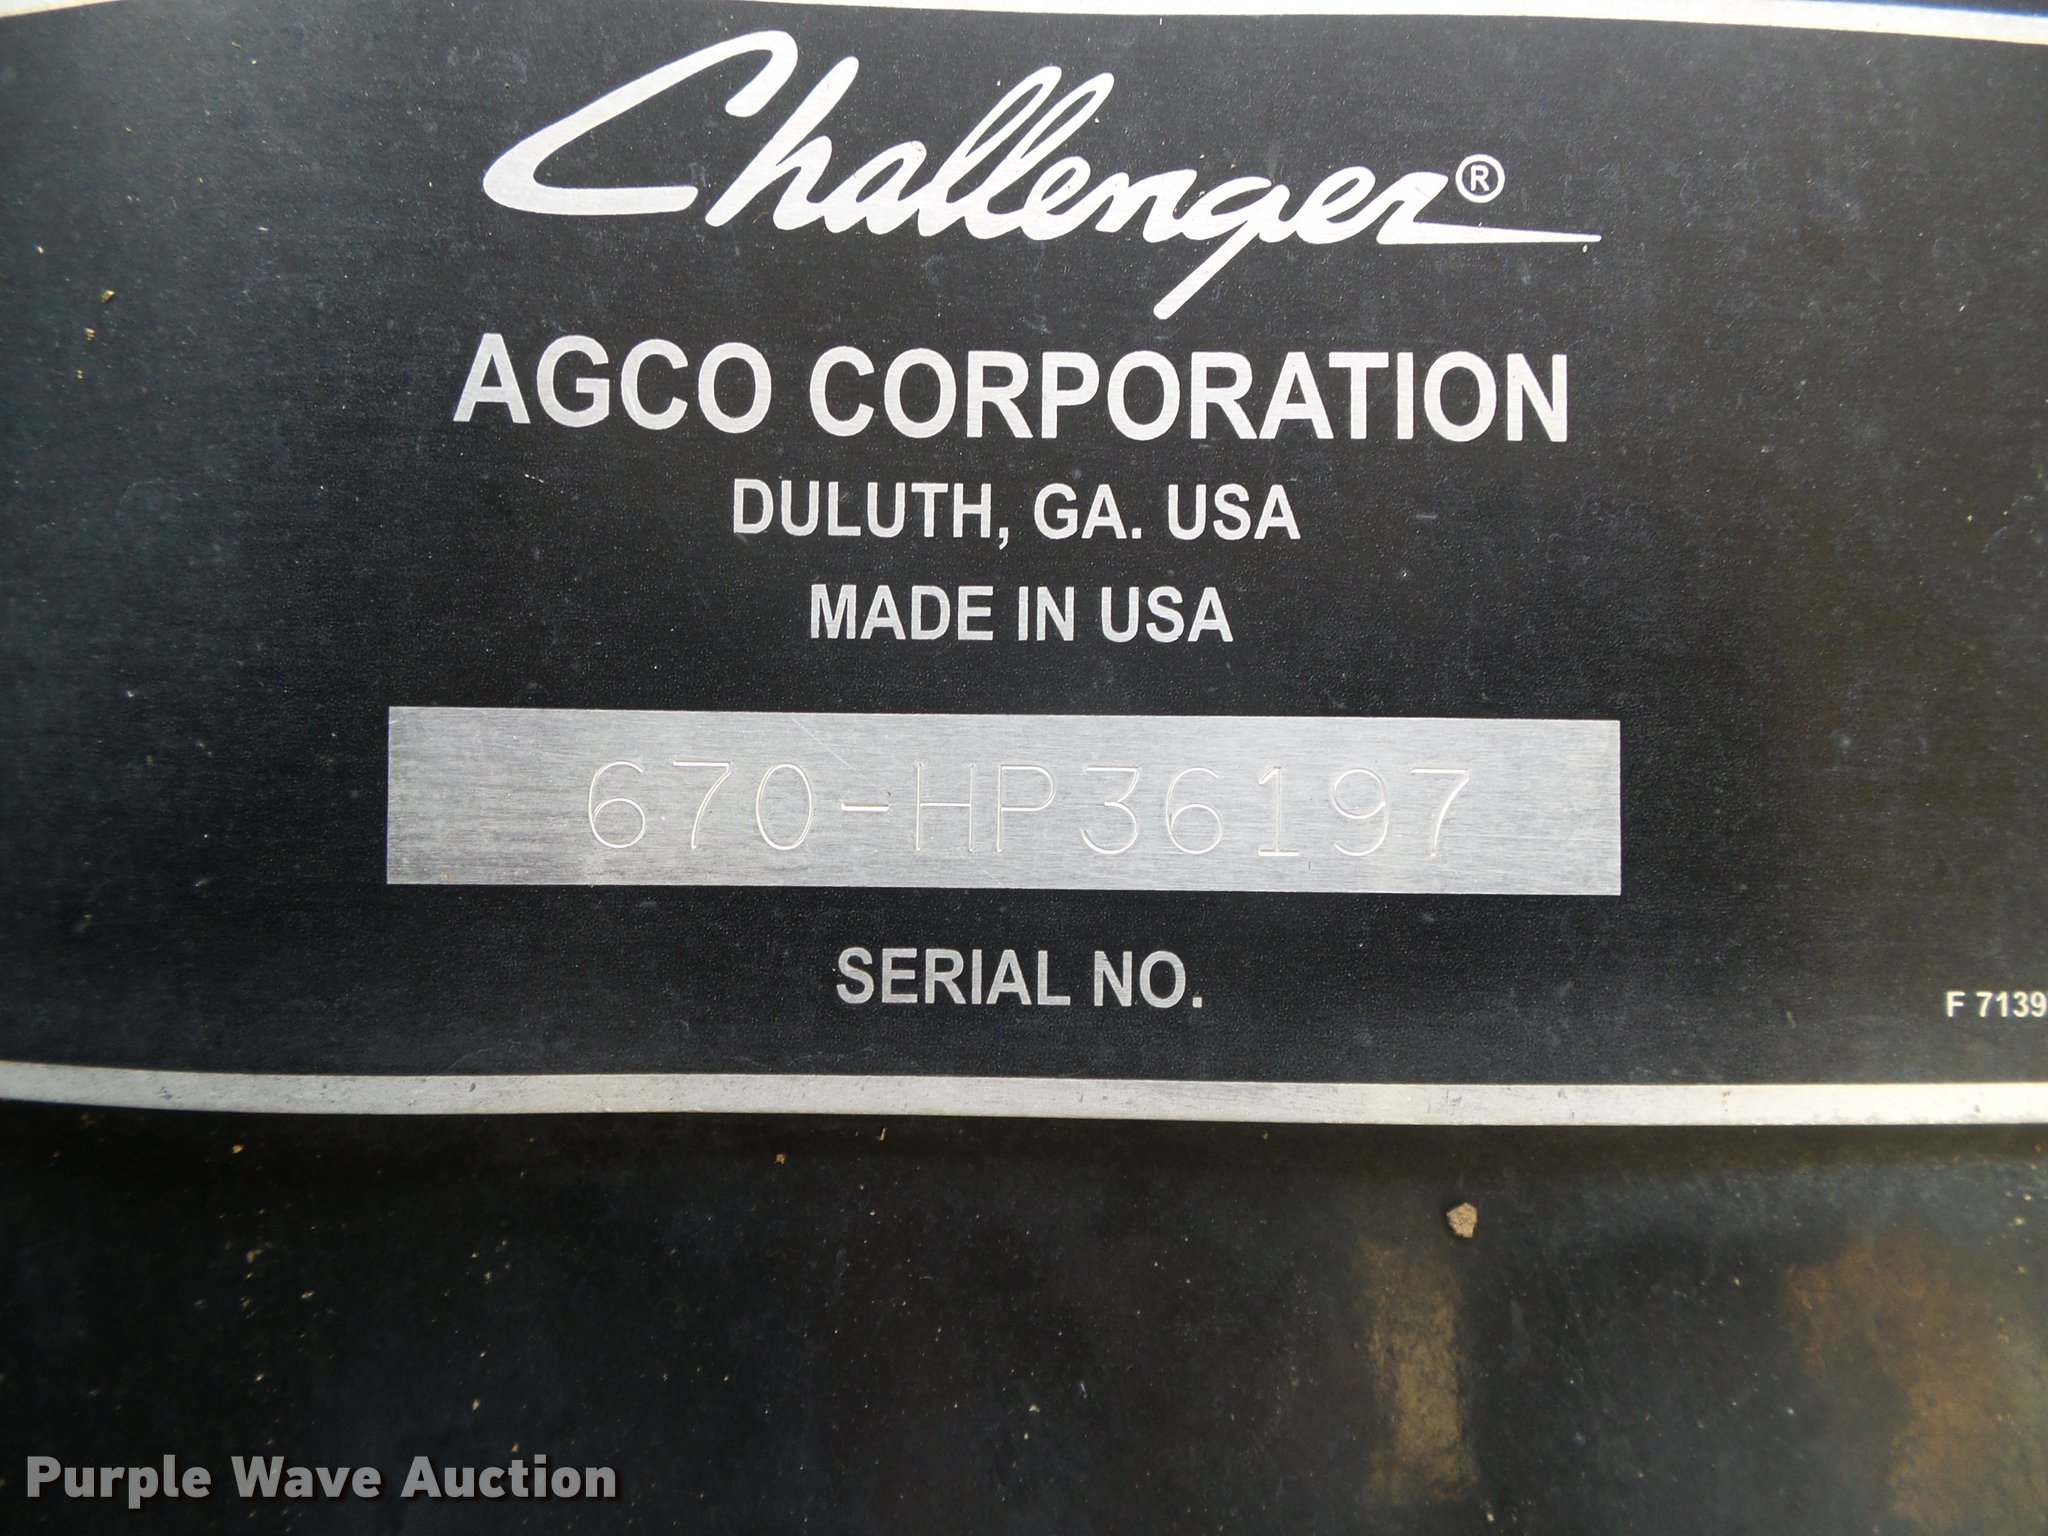 Challenger®
AGCO CORPORATION
DULUTH, GA. USA
MADE IN USA
670-HP36197
SERIAL NO.
F 7139
Purple Wave Auction